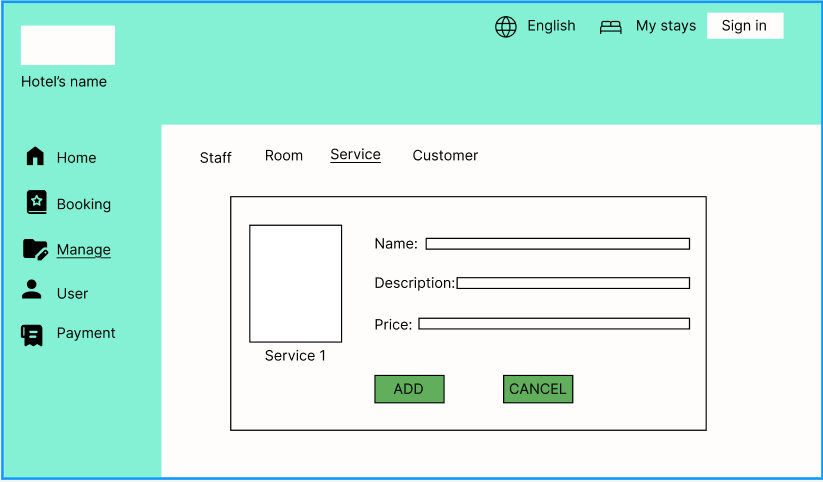 English
My stays
Sign in
Hotel’s name
Home
Booking
Manage
User
Payment
Staff
Room
Service
Customer
Name:
Description:
Price:
Service 1
ADD
CANCEL